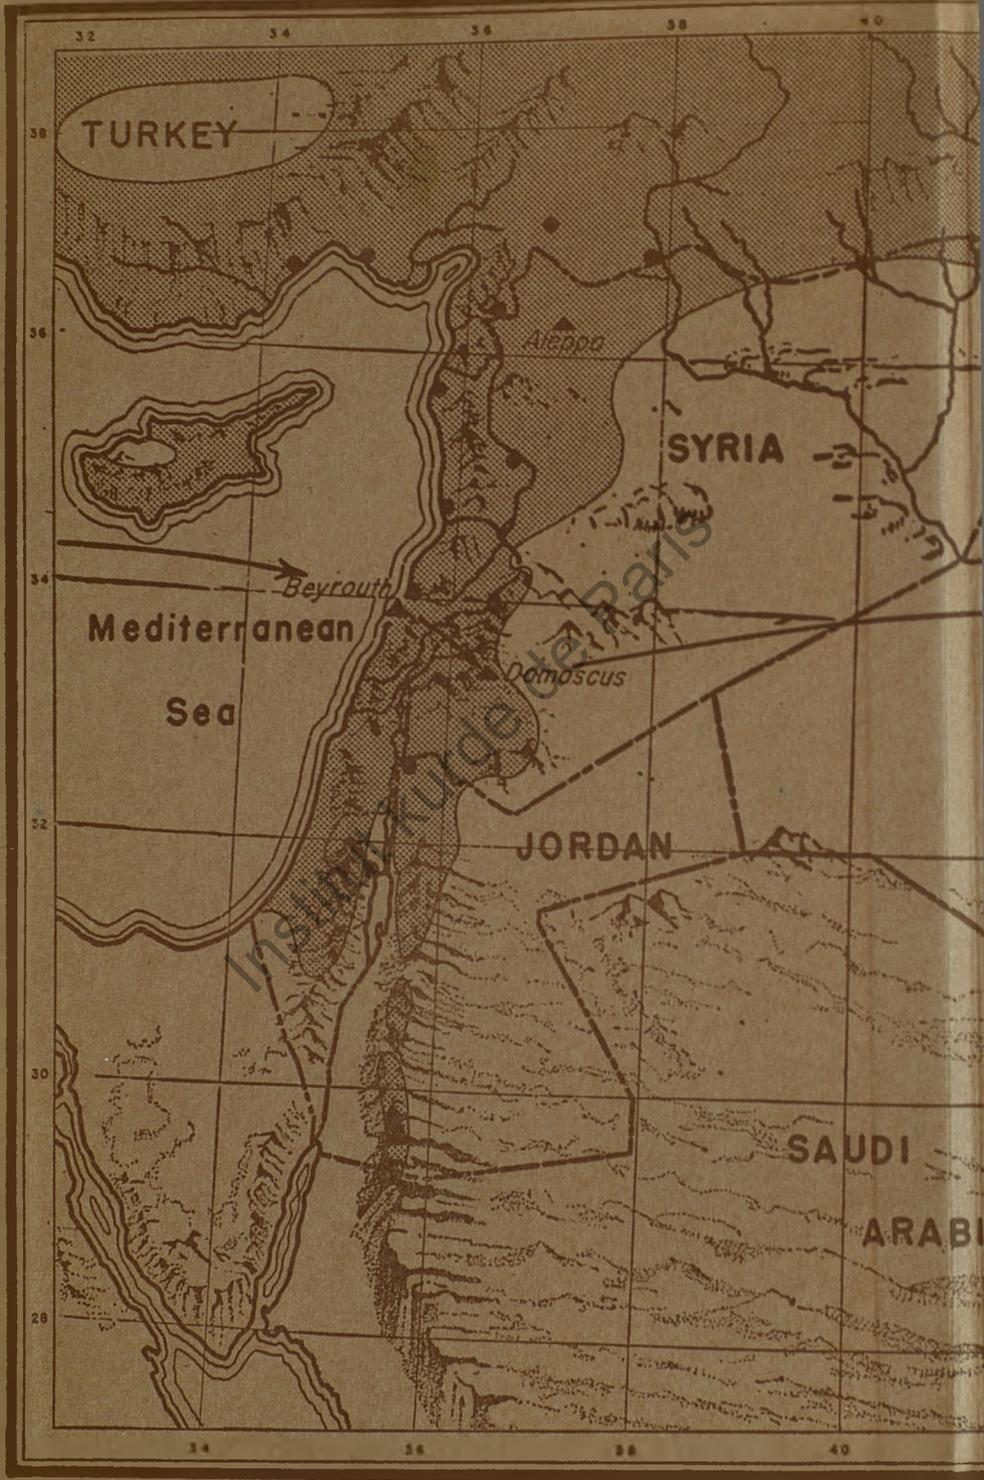 32 34 36 38 40
38
TURKEY
Aleppo
36
SYRIA
34
Beyrouth
Mediterranean
Damascus
Sea
32
JORDAN
30
SAUDI
ARABI
28
34 36 38 40
Institut kurde de Paris